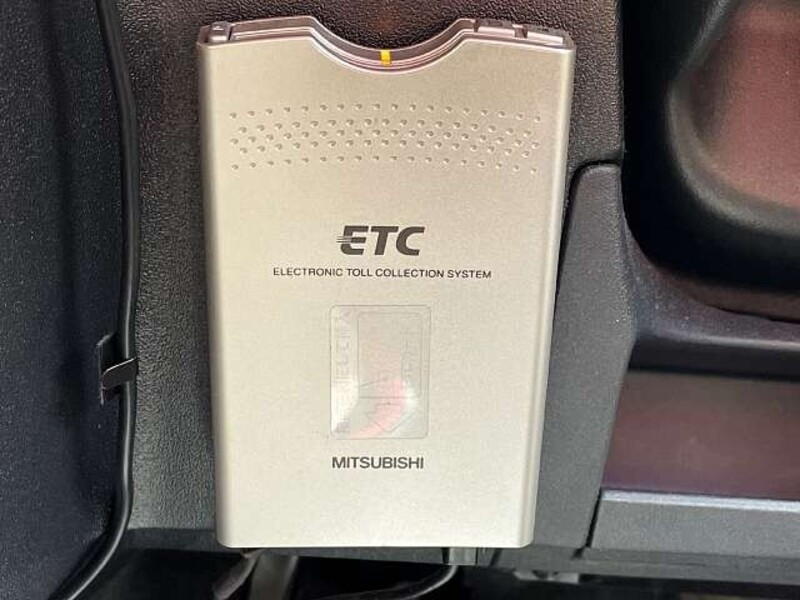 ETC
ELECTRONIC TOLL COLLECTION SYSTEM
MITSUBISHI